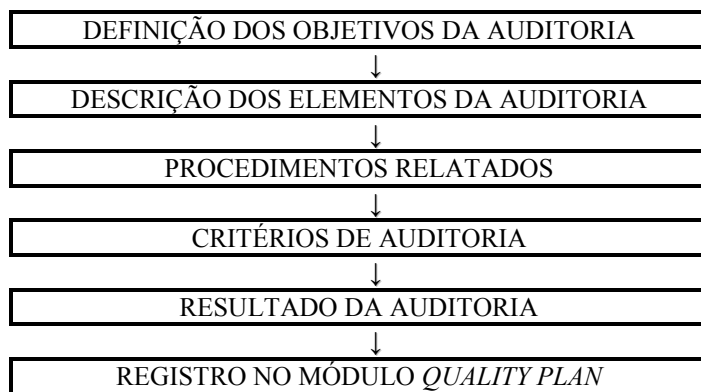 DEFINIÇÃO DOS OBJETIVOS DA AUDITORIA
↓
DESCRIÇÃO DOS ELEMENTOS DA AUDITORIA
↓
PROCEDIMENTOS RELATADOS
↓
CRITÉRIOS DE AUDITORIA
↓
RESULTADO DA AUDITORIA
↓
REGISTRO NO MÓDULO QUALITY PLAN